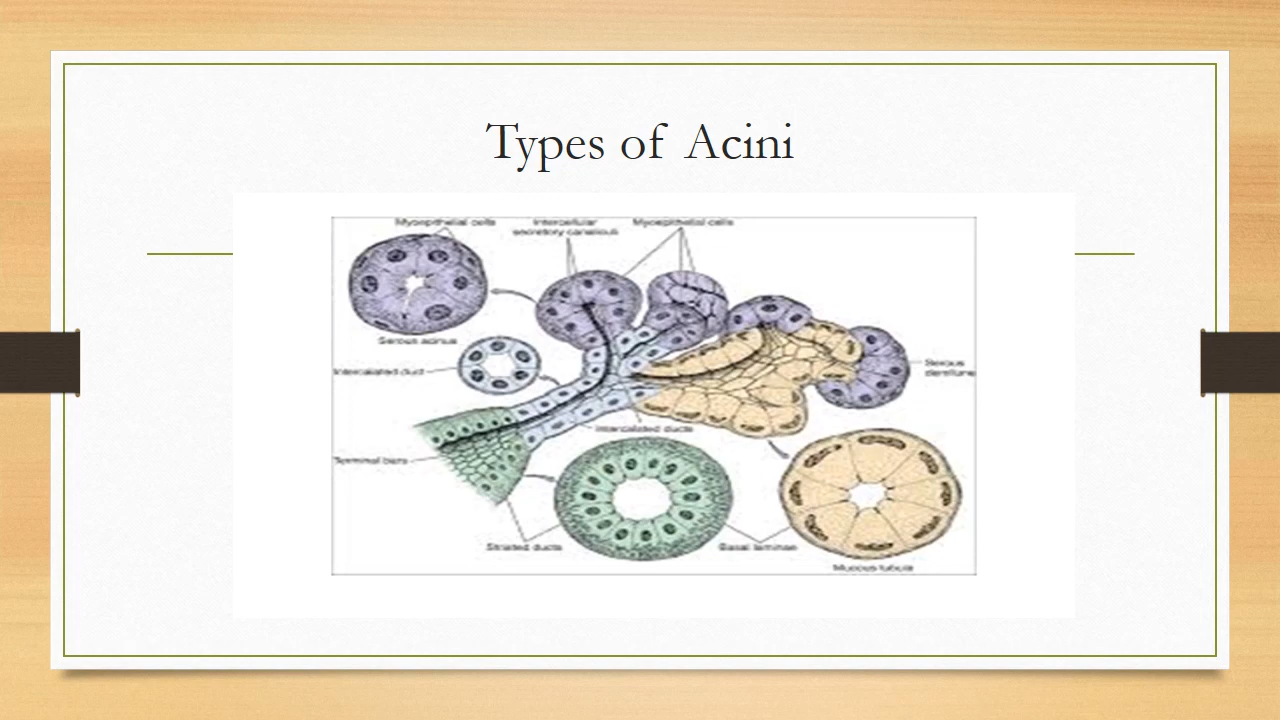 Types of Acini
Myoepithelial cells
Intercellular
secretory canaliculi
Myoepithelial cells
Serous acinus
Intercalated duct
Serous
demilune
Intercalated ducts
Terminal bars
Striated ducts
Basal laminae
Mucous tubule